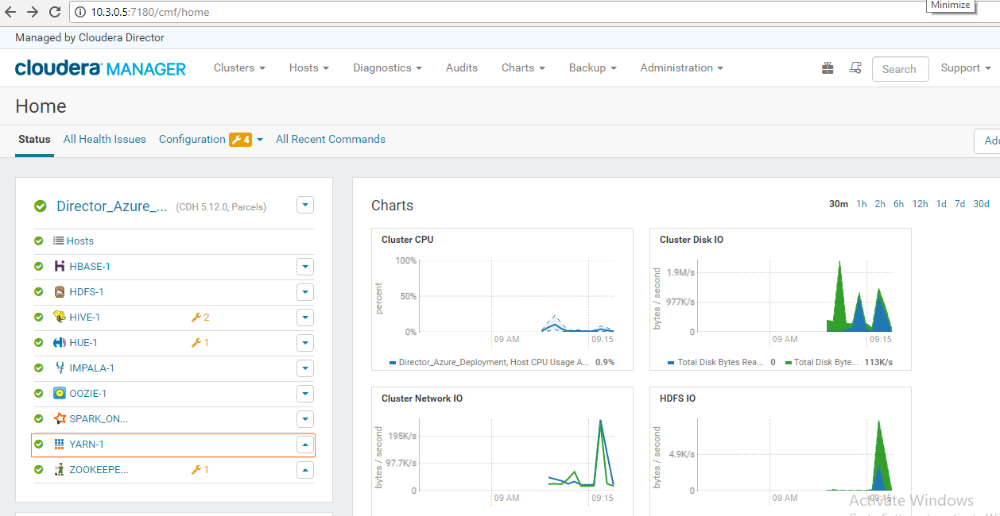 Minimize
10.3.0.5:7180/cmf/home
Managed by Cloudera Director
cloudera MANAGER Clusters Hosts Diagnostics Audits Charts Backup Administration Search Support
Home
Status All Health Issues Configuration 4 All Recent Commands
Director_Azure_... (CDH 5.12.0, Parcels)
Hosts
HBASE-1
HDFS-1
HIVE-1 2
HUE-1 1
IMPALA-1
OOZIE-1
SPARK_ON...
YARN-1
ZOOKEEPE... 1
Charts
30m 1h 2h 6h 12h 1d 7d 30d
Cluster CPU
percent
100%
50%
0%
09 AM 09:15
Director_Azure_Deployment, Host CPU Usage A... 0.9%
Cluster Disk IO
bytes / second
1.9M/s
977K/s
0
09 AM 09:15
Total Disk Bytes Rea... 0 Total Disk Byte... 113K/s
Cluster Network IO
bytes / second
195K/s
97.7K/s
0
09 AM 09:15
HDFS IO
bytes / second
4.9K/s
0
09 AM 09:15
Activate Windows